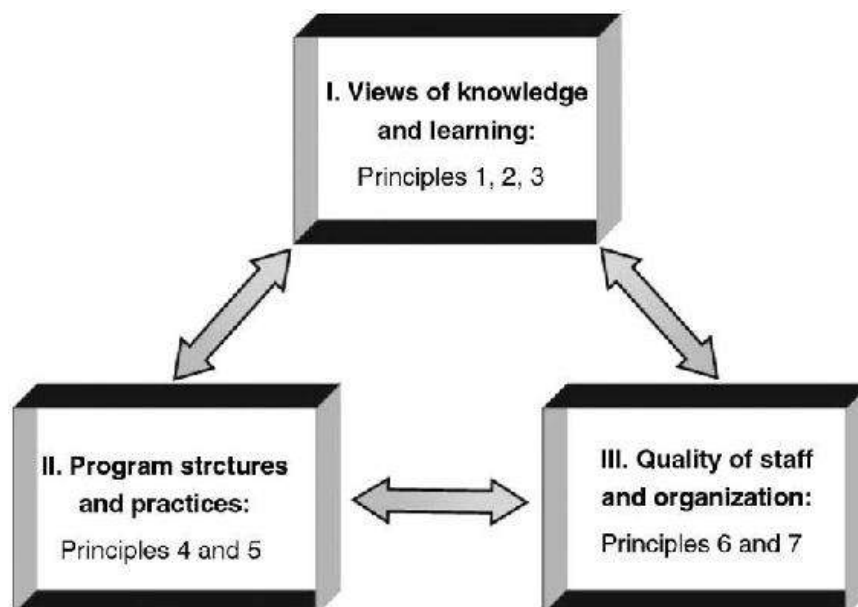 I. Views of knowledge
and learning:
Principles 1, 2, 3
II. Program strctures
and practices:
Principles 4 and 5
III. Quality of staff
and organization:
Principles 6 and 7